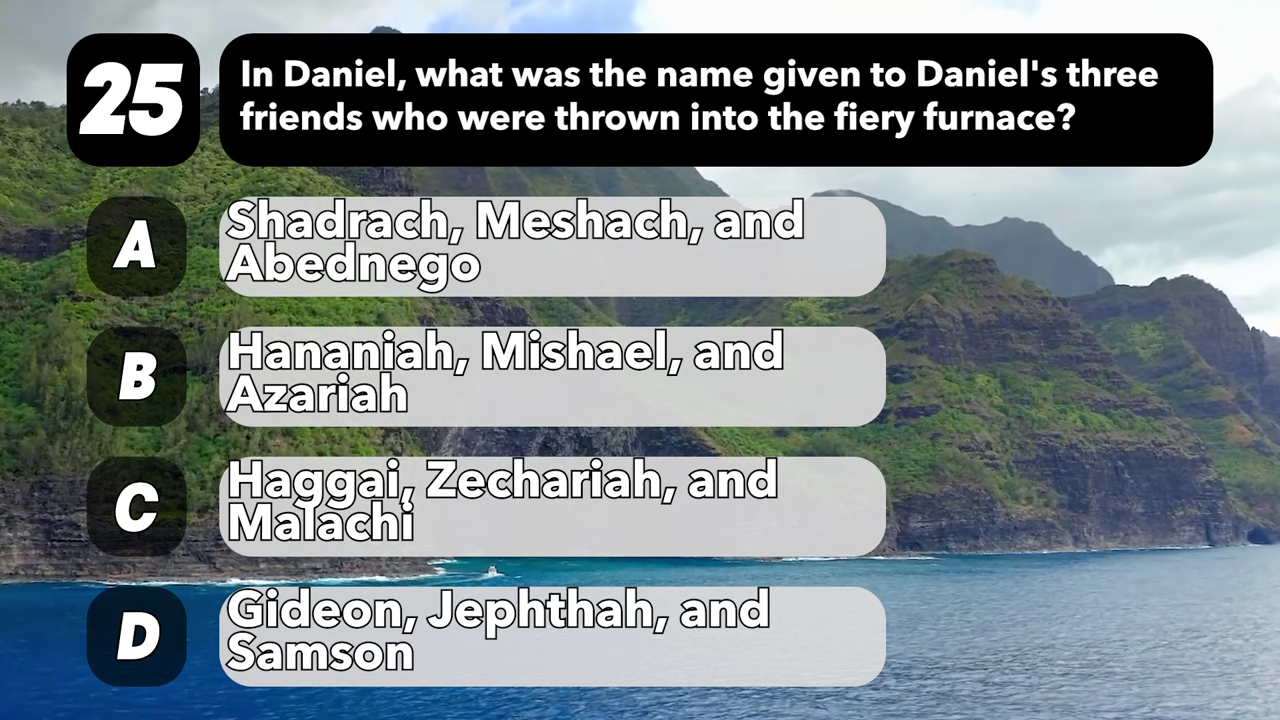 25
In Daniel, what was the name given to Daniel's three
friends who were thrown into the fiery furnace?
A
Shadrach, Meshach, and
Abednego
B
Hananiah, Mishael, and
Azariah
C
Haggai, Zechariah, and
Malachi
D
Gideon, Jephthah, and
Samson